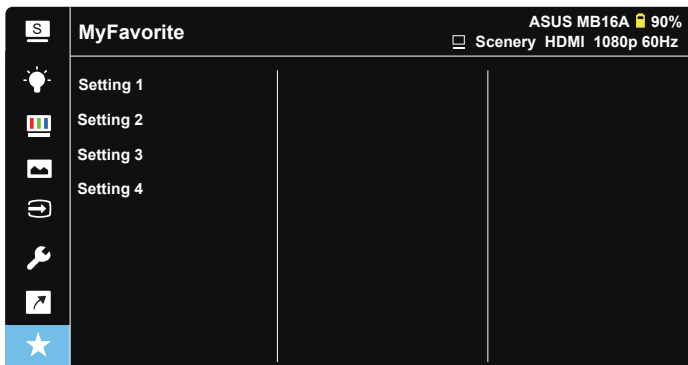 S
MyFavorite
ASUS MB16A 90%
Scenery HDMI 1080p 60Hz
Setting 1
Setting 2
Setting 3
Setting 4